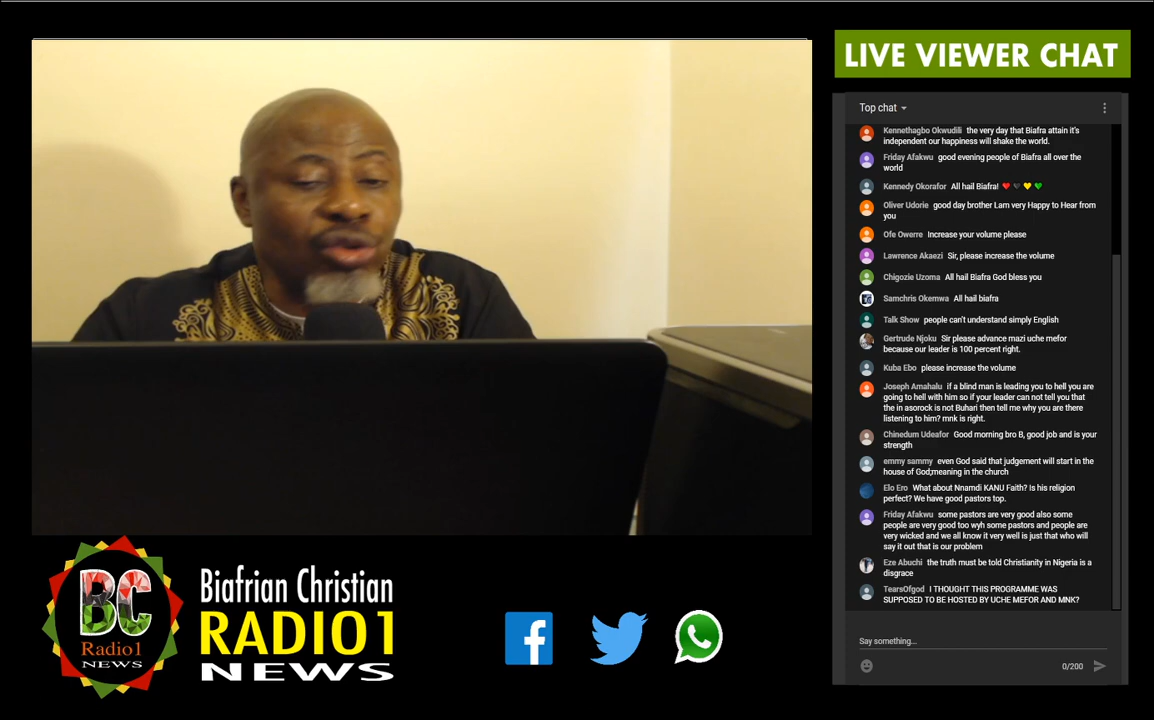 LIVE VIEWER CHAT
Top chat
Kennethagbo Okwudili the very day that Biafra attain it's
independent our happiness will shake the world.
Friday Afakwu good evening people of Biafra all over the
world
Kennedy Okorafor All hail Biafra! ❤️🖤💛💚
Oliver Udorie good day brother I,am very Happy to Hear from
you
Ofe Owerre Increase your volume please
Lawrence Akaezi Sir, please increase the volume
Chigozie Uzoma All hail Biafra God bless you
Samchris Okemwa All hail biafra
Talk Show people can't understand simply English
Gertrude Njoku Sir please advance mazi uche mefor
because our leader is 100 percent right.
Kuba Ebo please increase the volume
Joseph Amahalu if a blind man is leading you to hell you are
going to hell with him so if your leader can not tell you that
the in asorock is not Buhari then tell me why you are there
listening to him? mnk is right.
Chinedum Udeafor Good morning bro B, good job and is your
strength
emmy sammy even God said that judgement will start in the
house of God;meaning in the church
Elo Ero What about Nnamdi KANU Faith? Is his religion
perfect? We have good pastors top.
Friday Afakwu some pastors are very good also some
people are very good too wyh some pastors and people are
very wicked and we all know it very well is just that who will
say it out that is our problem
Eze Abuchi the truth must be told Christianity in Nigeria is a
disgrace
TearsOfgod I THOUGHT THIS PROGRAMME WAS
SUPPOSED TO BE HOSTED BY UCHE MEFOR AND MNK?
Say something...
0/200
BC
Radio1
NEWS
Biafrian Christian
RADIO1
NEWS